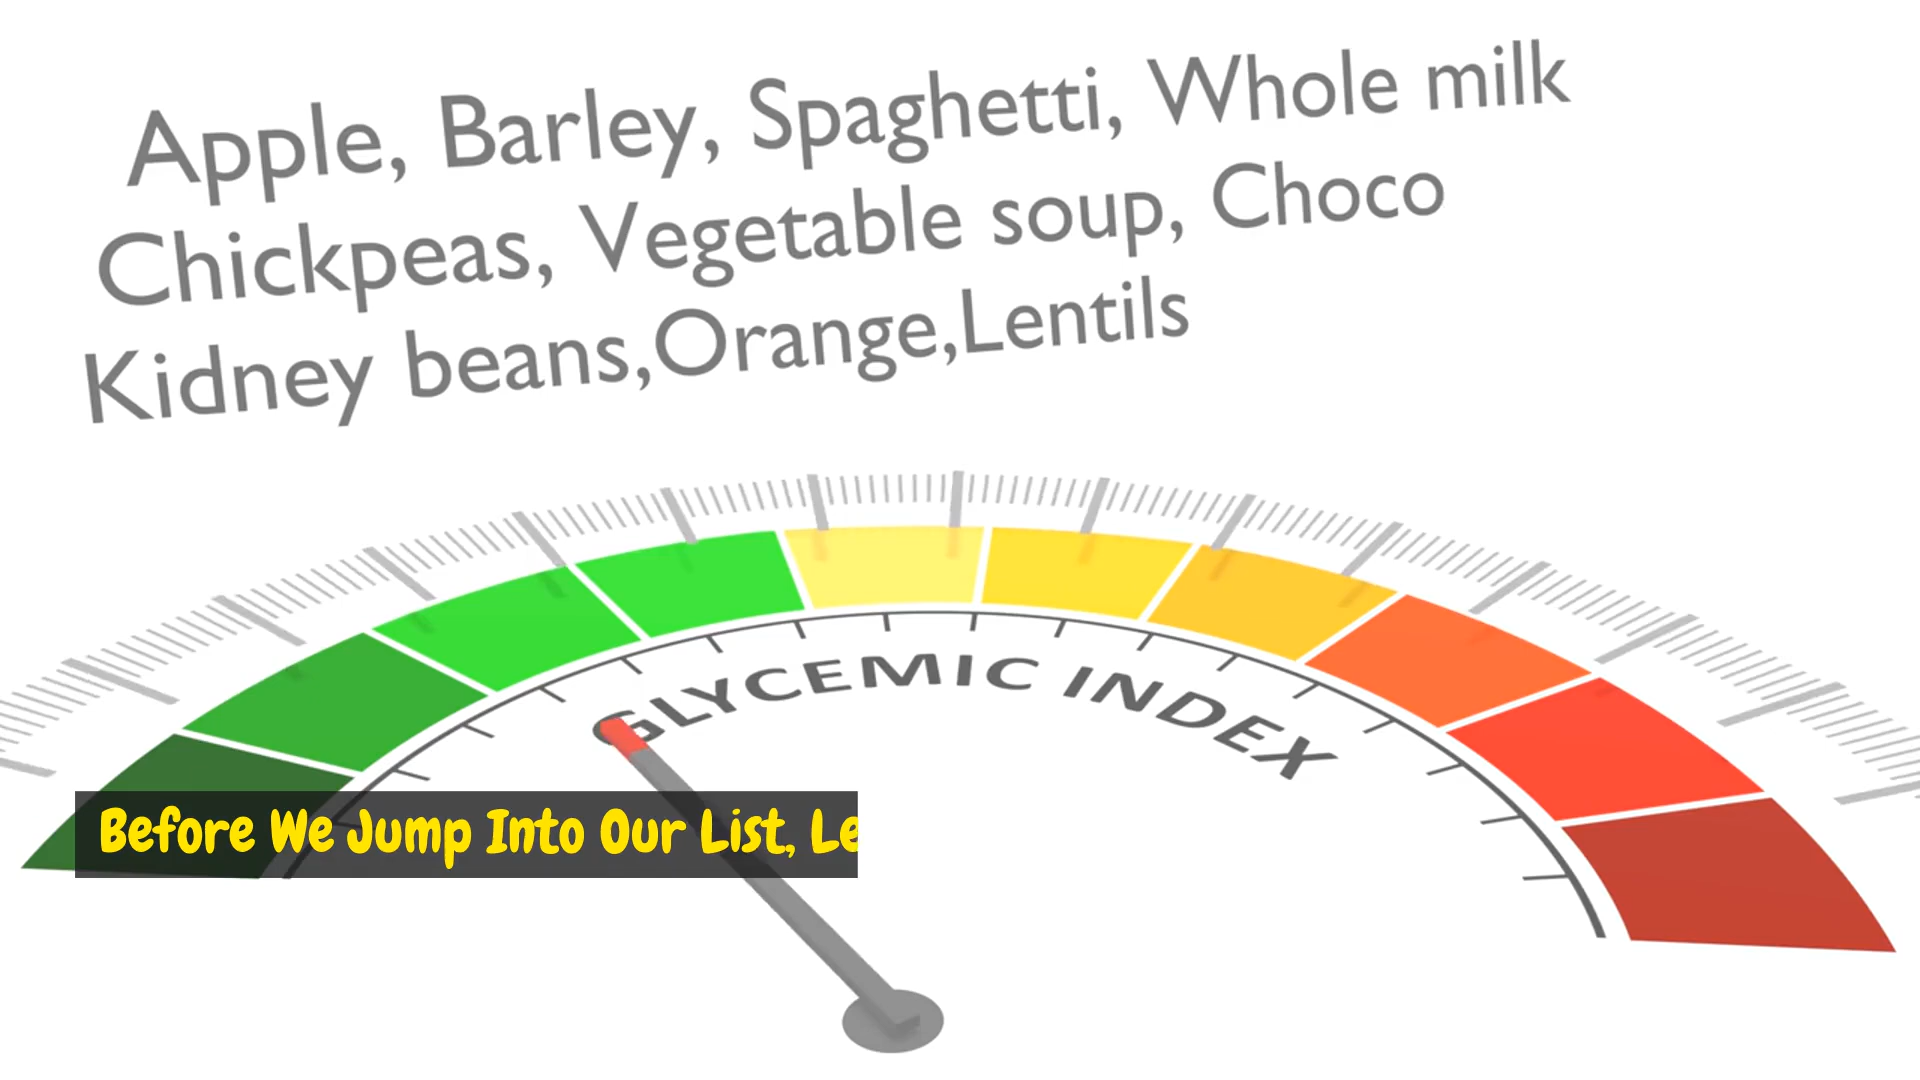 Apple, Barley, Spaghetti, Whole milk
Chickpeas, Vegetable soup, Choco
Kidney beans,Orange,Lentils
GLYCEMIC INDEX
Before We Jump Into Our List, Le